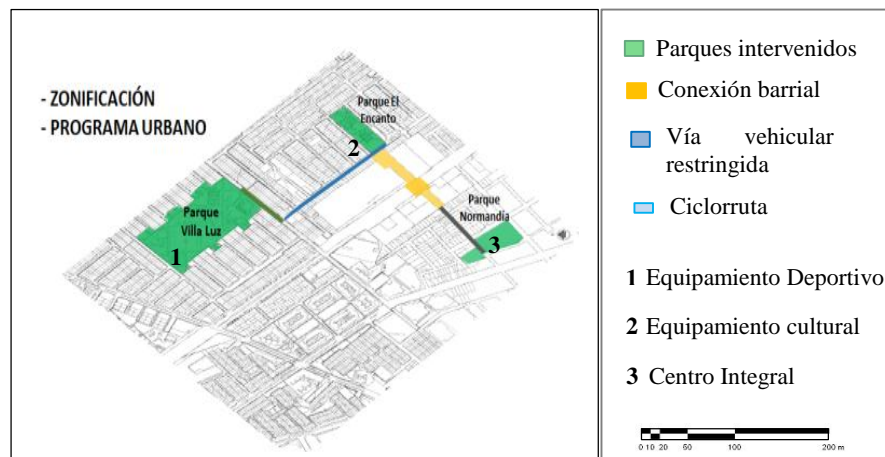 - ZONIFICACIÓN
- PROGRAMA URBANO
Parque El
Encanto
2
Parque
Villa Luz
1
Parque
Normandía
3
Parques intervenidos
Conexión barrial
Vía vehicular
restringida
Ciclorruta
1 Equipamiento Deportivo
2 Equipamiento cultural
3 Centro Integral
0 10 20 50 100 200 m